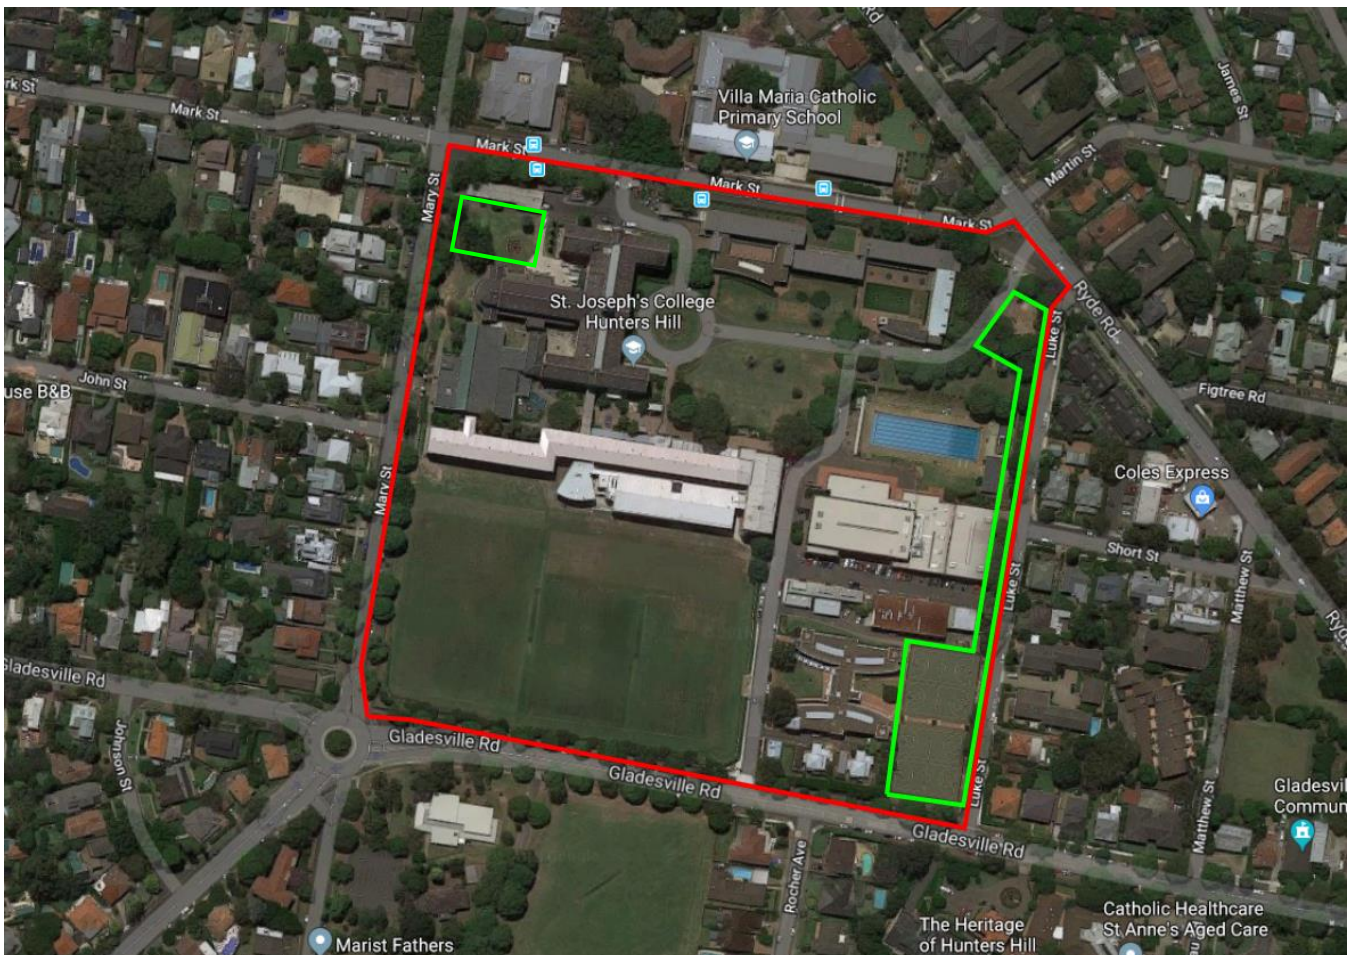 Rd
James St
rk St
Mark St
Villa Maria Catholic
Primary School
Mark St
Martin St
Mark St
Mary St
Mark St
St. Joseph's College
Hunters Hill
Ryde Rd
Luke St
John St
use B&B
Figtree Rd
Coles Express
Mary St
Short St
Matthew St
Luke St
Ryde
Gladesville Rd
Johnson St
Gladesville Rd
Gladesville Rd
Luke St
Matthew St
Gladesvil
Commun
Gladesville Rd
Rocher Ave
The Heritage
of Hunters Hill
Catholic Healthcare
St Anne's Aged Care
Marist Fathers